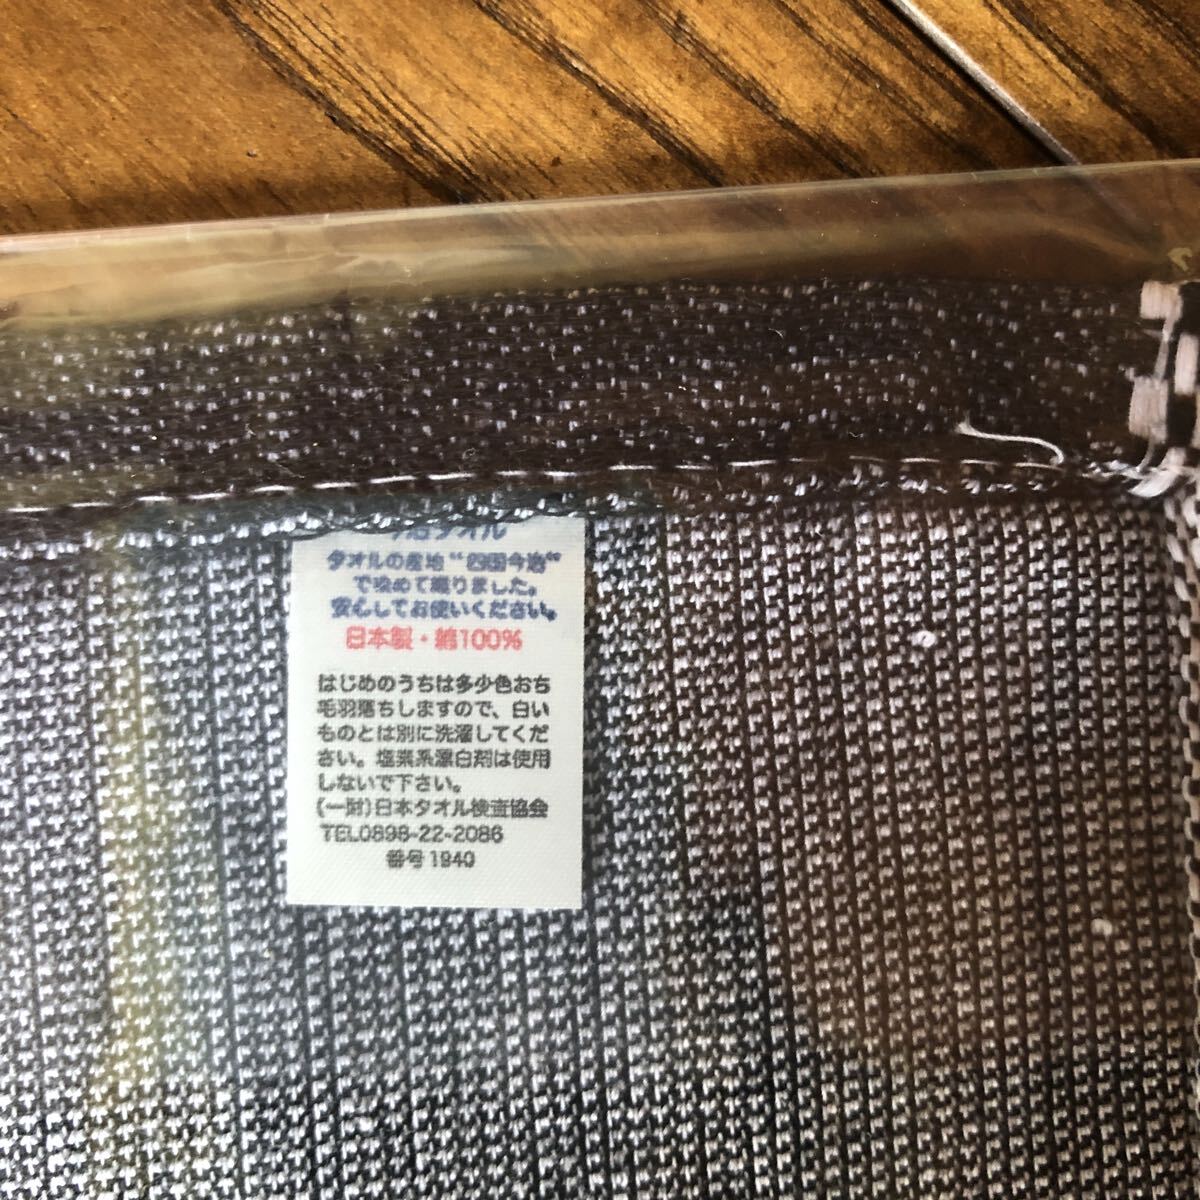 今治タオル
タオルの産地“四国今治”
で染めて織りました。
安心してお使いください。
日本製・綿100%
はじめのうちは多少色おち
毛羽落ちしますので、白い
ものとは別に洗濯してくだ
さい。塩素系漂白剤は使用
しないで下さい。
(一財)日本タオル検査協会
TEL0898-22-2086
番号1940